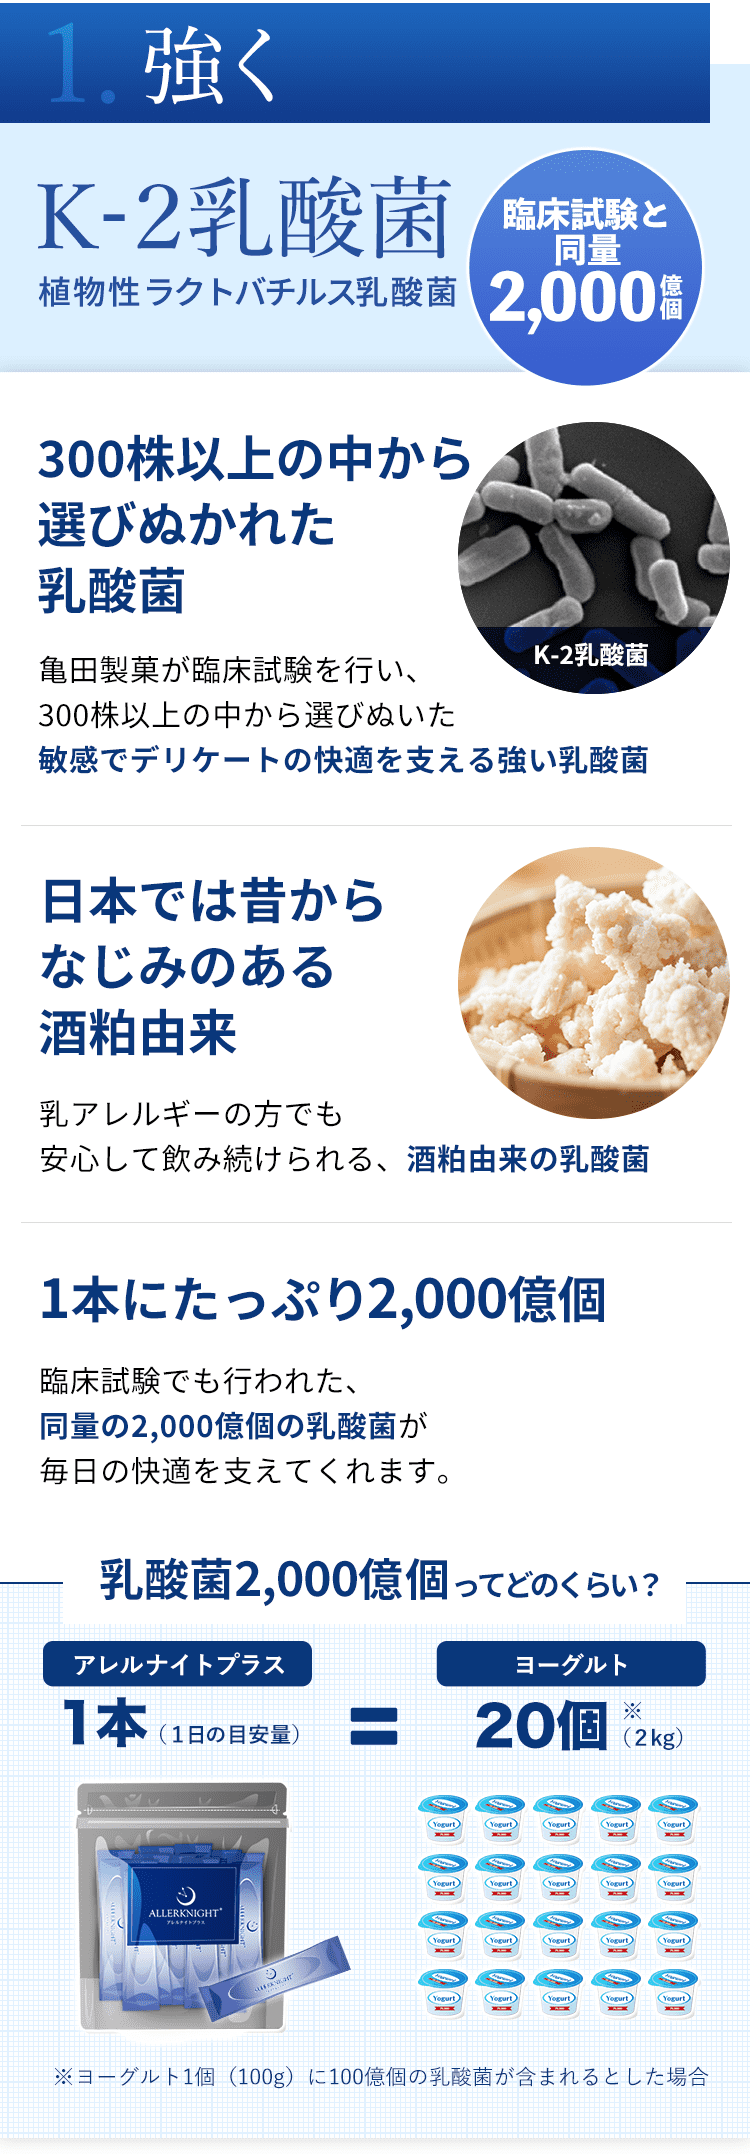 1. 強く
K-2乳酸菌
植物性ラクトバチルス乳酸菌
臨床試験と
同量
2,000億個
300株以上の中から
選びぬかれた
乳酸菌
K-2乳酸菌
亀田製菓が臨床試験を行い、
300株以上の中から選びぬいた
敏感でデリケートの快適を支える強い乳酸菌
日本では昔から
なじみのある
酒粕由来
乳アレルギーの方でも
安心して飲み続けられる、酒粕由来の乳酸菌
1本にたっぷり2,000億個
臨床試験でも行われた、
同量の2,000億個の乳酸菌が
毎日の快適を支えてくれます。
乳酸菌2,000億個ってどのくらい？
アレルナイトプラス
1本（1日の目安量）
=
ヨーグルト
20個※（2kg）
ALLERKNIGHT+
アレルナイトプラス
ALLERKNIGHT+
Yogurt Yogurt Yogurt Yogurt Yogurt
Yogurt Yogurt Yogurt Yogurt Yogurt
Yogurt Yogurt Yogurt Yogurt Yogurt
Yogurt Yogurt Yogurt Yogurt Yogurt
※ヨーグルト1個（100g）に100億個の乳酸菌が含まれるとした場合